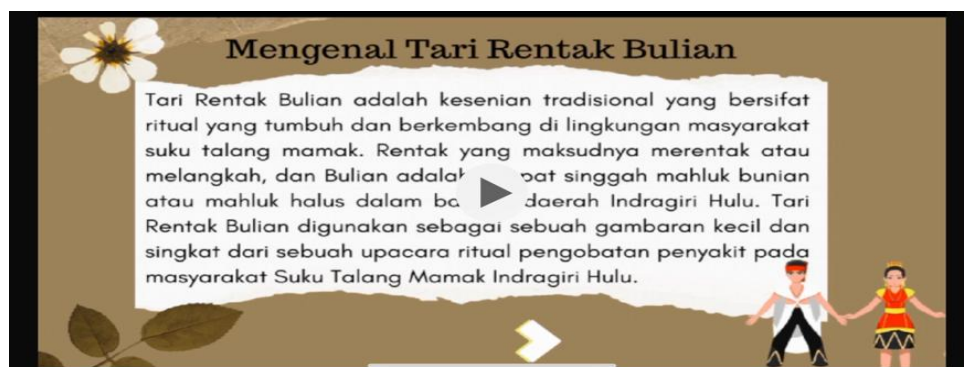 Mengenal Tari Rentak Bulian
Tari Rentak Bulian adalah kesenian tradisional yang bersifat
ritual yang tumbuh dan berkembang di lingkungan masyarakat
suku talang mamak. Rentak yang maksudnya merentak atau
melangkah, dan Bulian adalah singgah mahluk bunian
atau mahluk halus dalam daerah Indragiri Hulu. Tari
Rentak Bulian digunakan sebagai sebuah gambaran kecil dan
singkat dari sebuah upacara ritual pengobatan penyakit pada
masyarakat Suku Talang Mamak Indragiri Hulu.